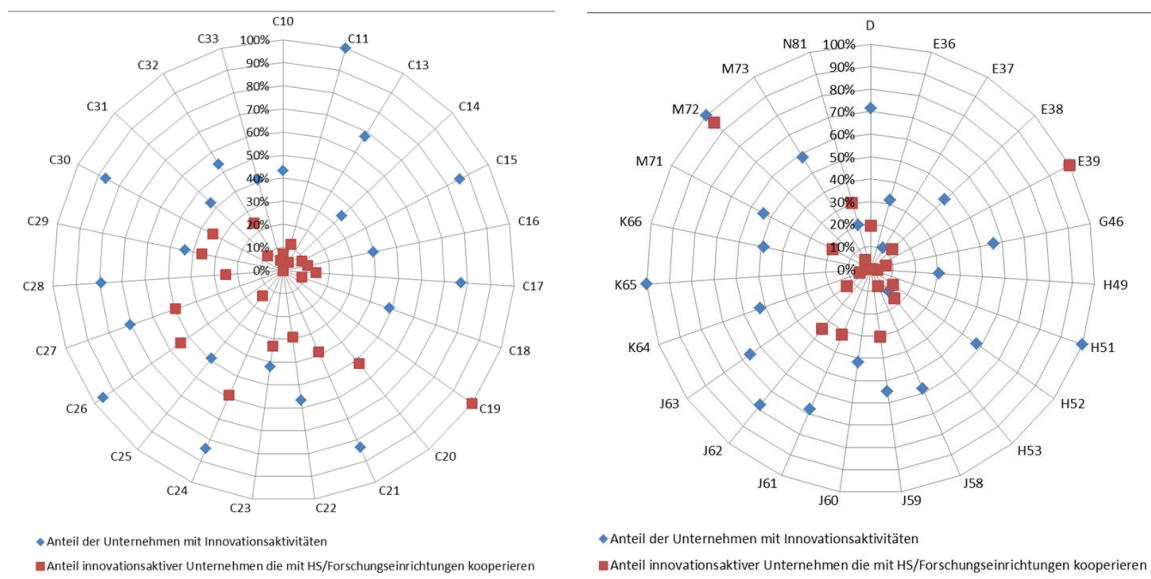 C10
C11
C13
C14
C15
C16
C17
C18
C19
C20
C21
C22
C23
C24
C25
C26
C27
C28
C29
C30
C31
C32
C33
100%
90%
80%
70%
60%
50%
40%
30%
20%
10%
0%
Anteil der Unternehmen mit Innovationsaktivitäten
Anteil innovationsaktiver Unternehmen die mit HS/Forschungseinrichtungen kooperieren
D
E36
E37
E38
E39
G46
H49
H51
H52
H53
J58
J59
J60
J61
J62
J63
K64
K65
K66
M71
M72
M73
N81
100%
90%
80%
70%
60%
50%
40%
30%
20%
10%
0%
Anteil der Unternehmen mit Innovationsaktivitäten
Anteil innovationsaktiver Unternehmen die mit HS/Forschungseinrichtungen kooperieren